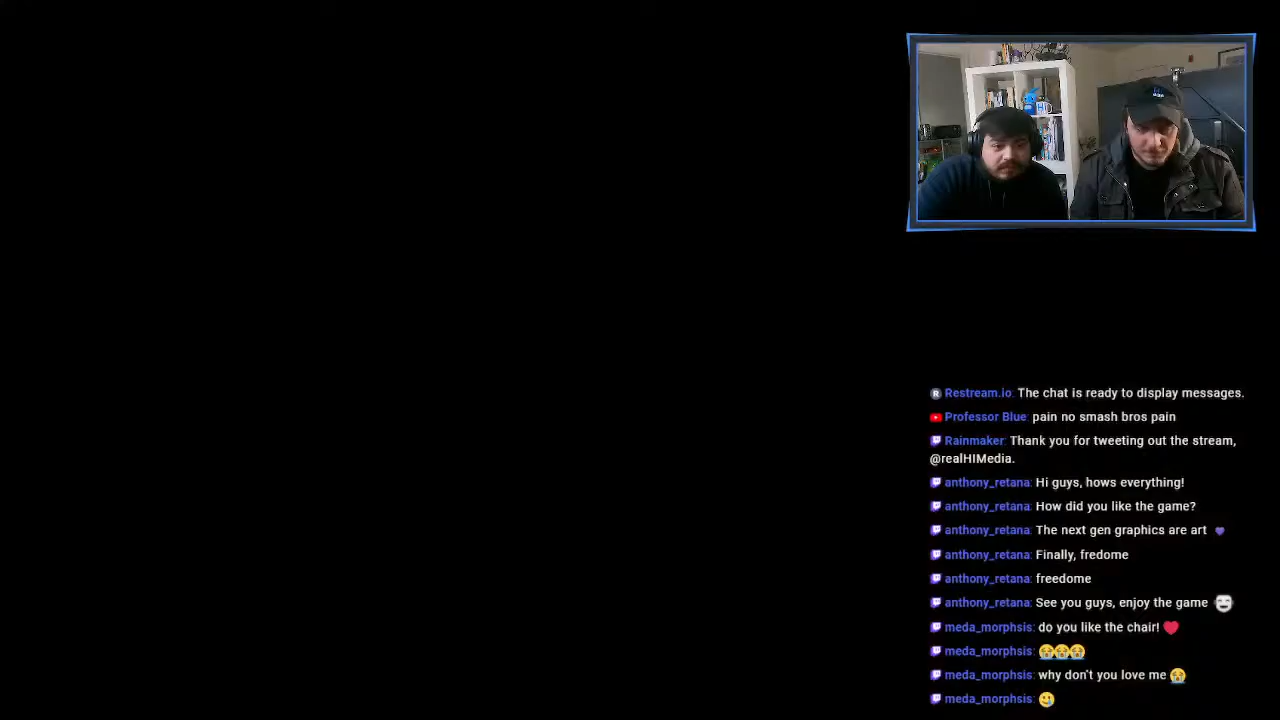 Restream.io: The chat is ready to display messages.
Professor Blue: pain no smash bros pain
Rainmaker: Thank you for tweeting out the stream,
@realHIMedia.
anthony_retana: Hi guys, hows everything!
anthony_retana: How did you like the game?
anthony_retana: The next gen graphics are art 💜
anthony_retana: Finally, fredome
anthony_retana: freedome
anthony_retana: See you guys, enjoy the game
meda_morphsis: do you like the chair! ❤️
meda_morphsis: 😭😭😭
meda_morphsis: why don't you love me 😭
meda_morphsis: 🥲